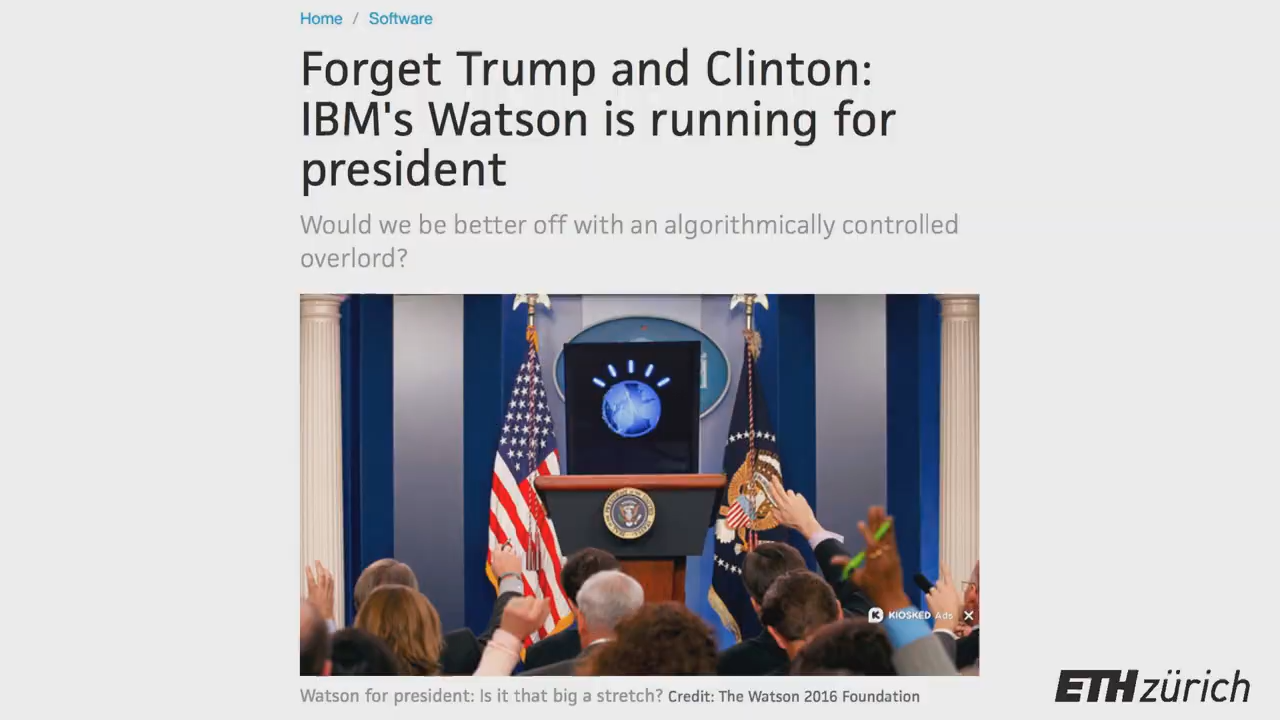 Home / Software
Forget Trump and Clinton:
IBM's Watson is running for
president
Would we be better off with an algorithmically controlled
overlord?
KIOSKED Ads
Watson for president: Is it that big a stretch? Credit: The Watson 2016 Foundation
ETH zürich